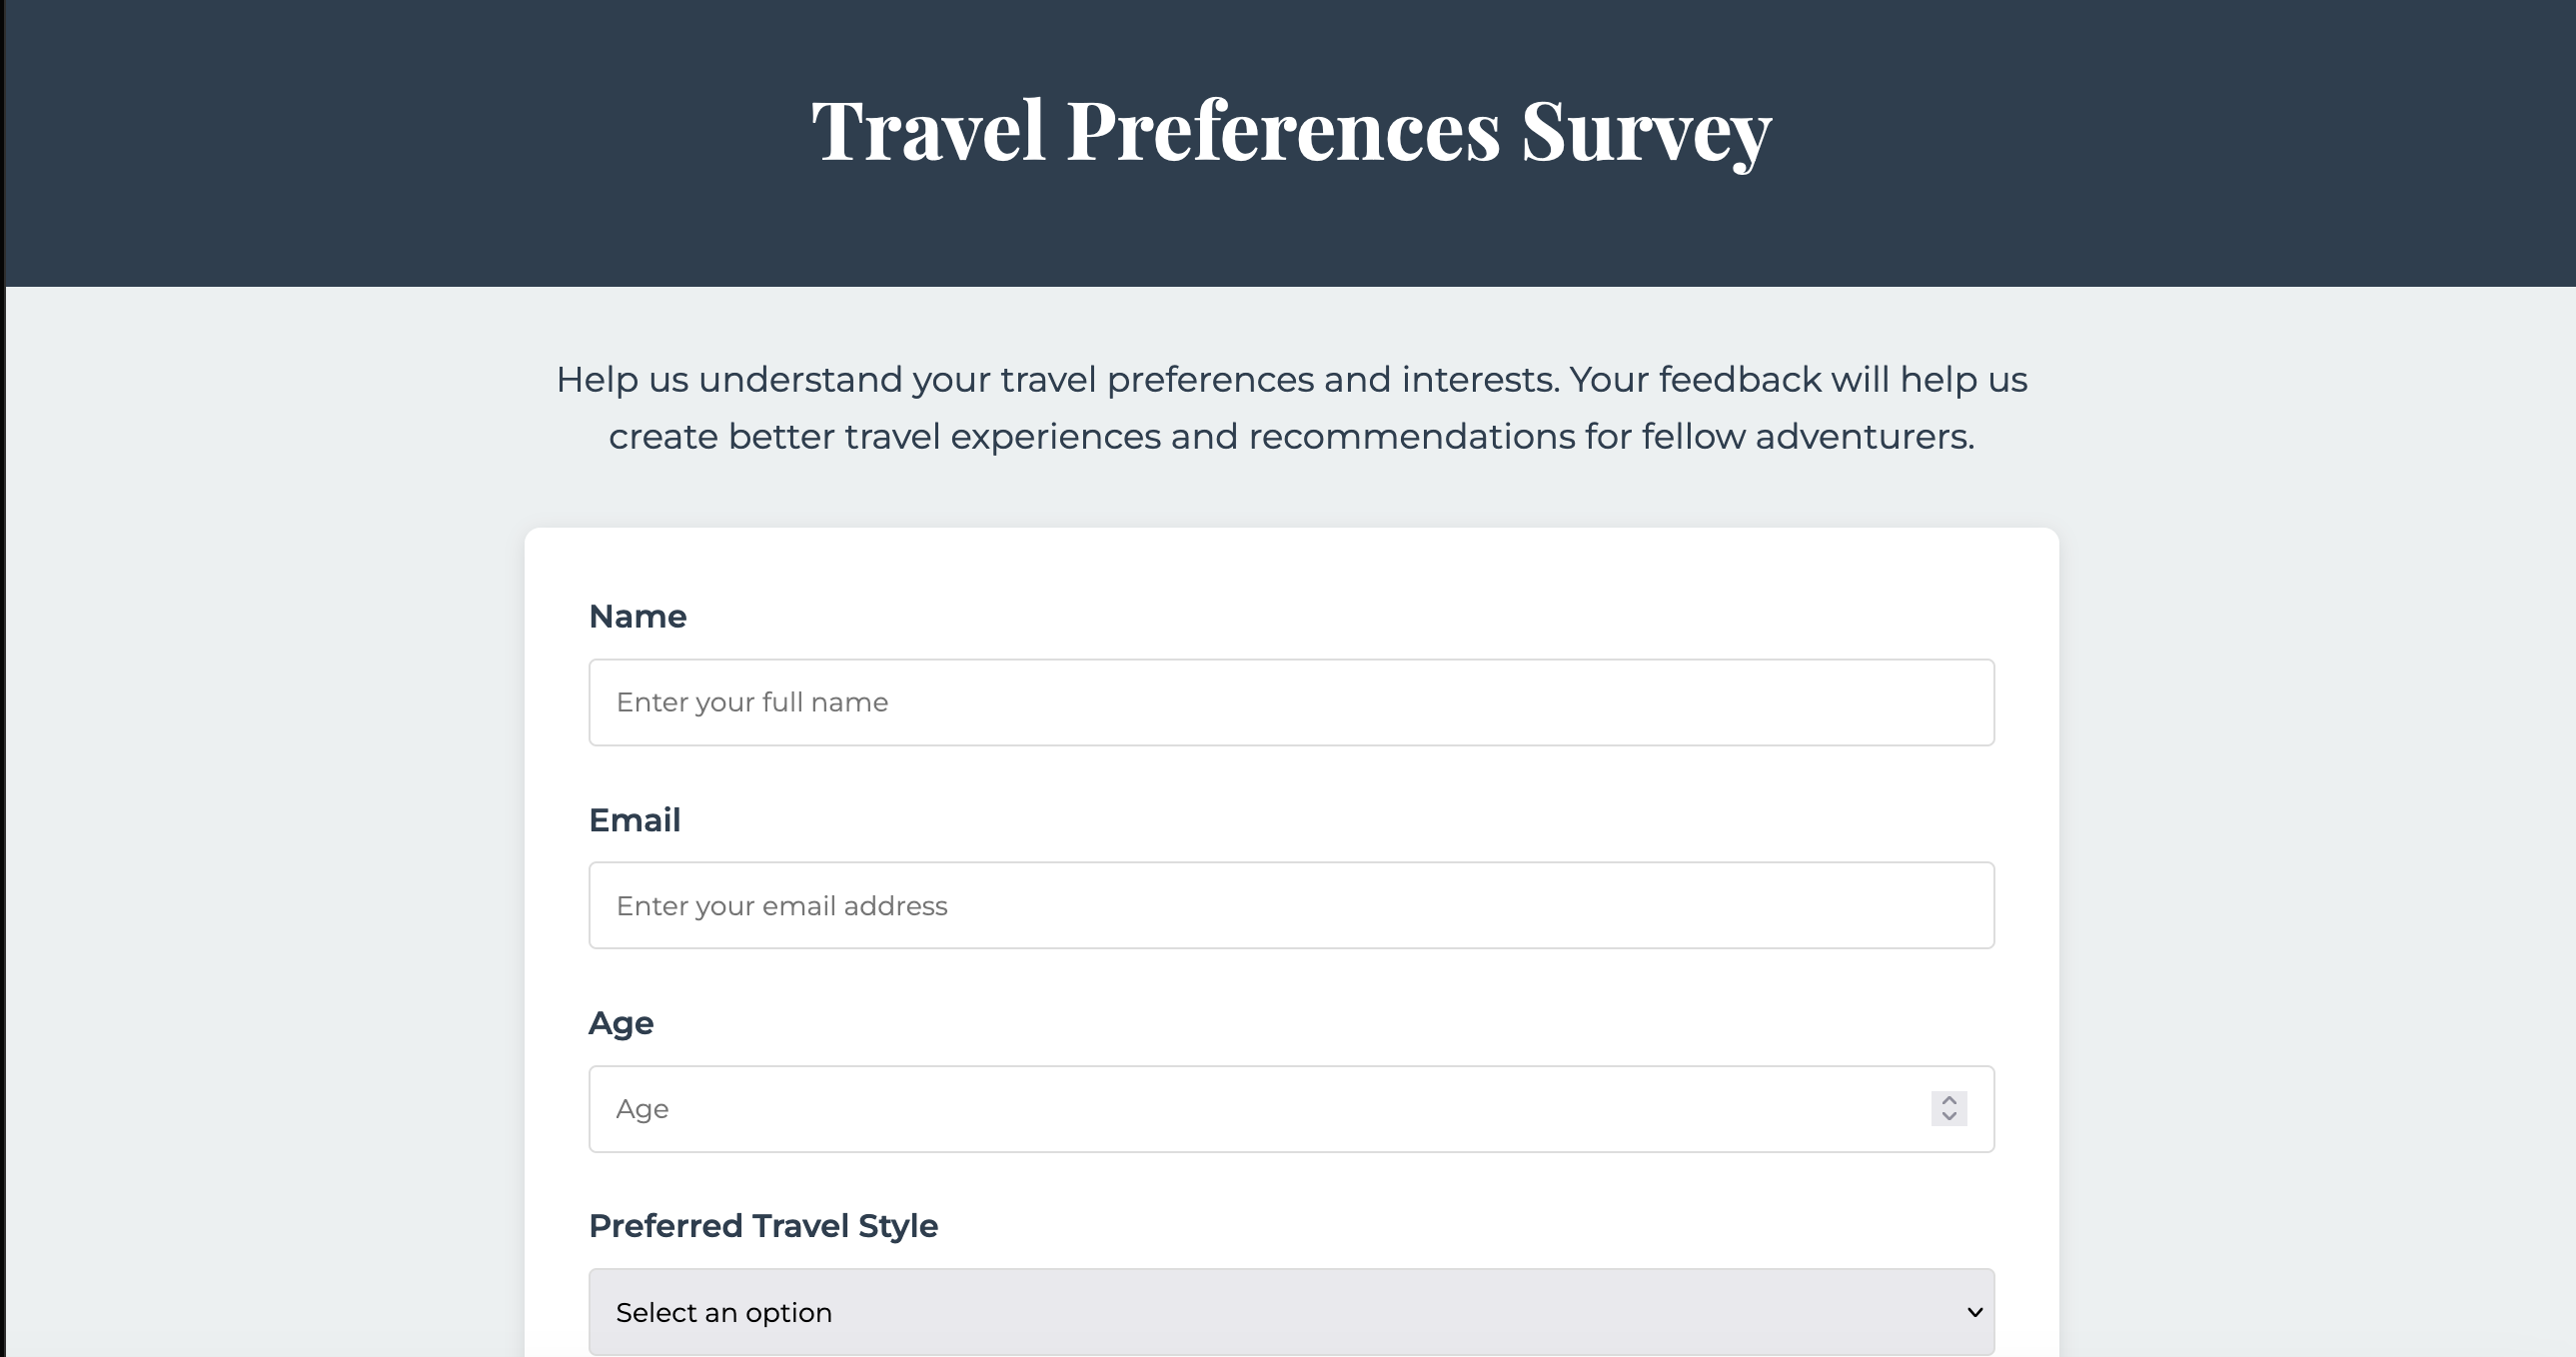 Travel Preferences Survey
Help us understand your travel preferences and interests. Your feedback will help us
create better travel experiences and recommendations for fellow adventurers.
Name
Enter your full name
Email
Enter your email address
Age
Age
Preferred Travel Style
Select an option